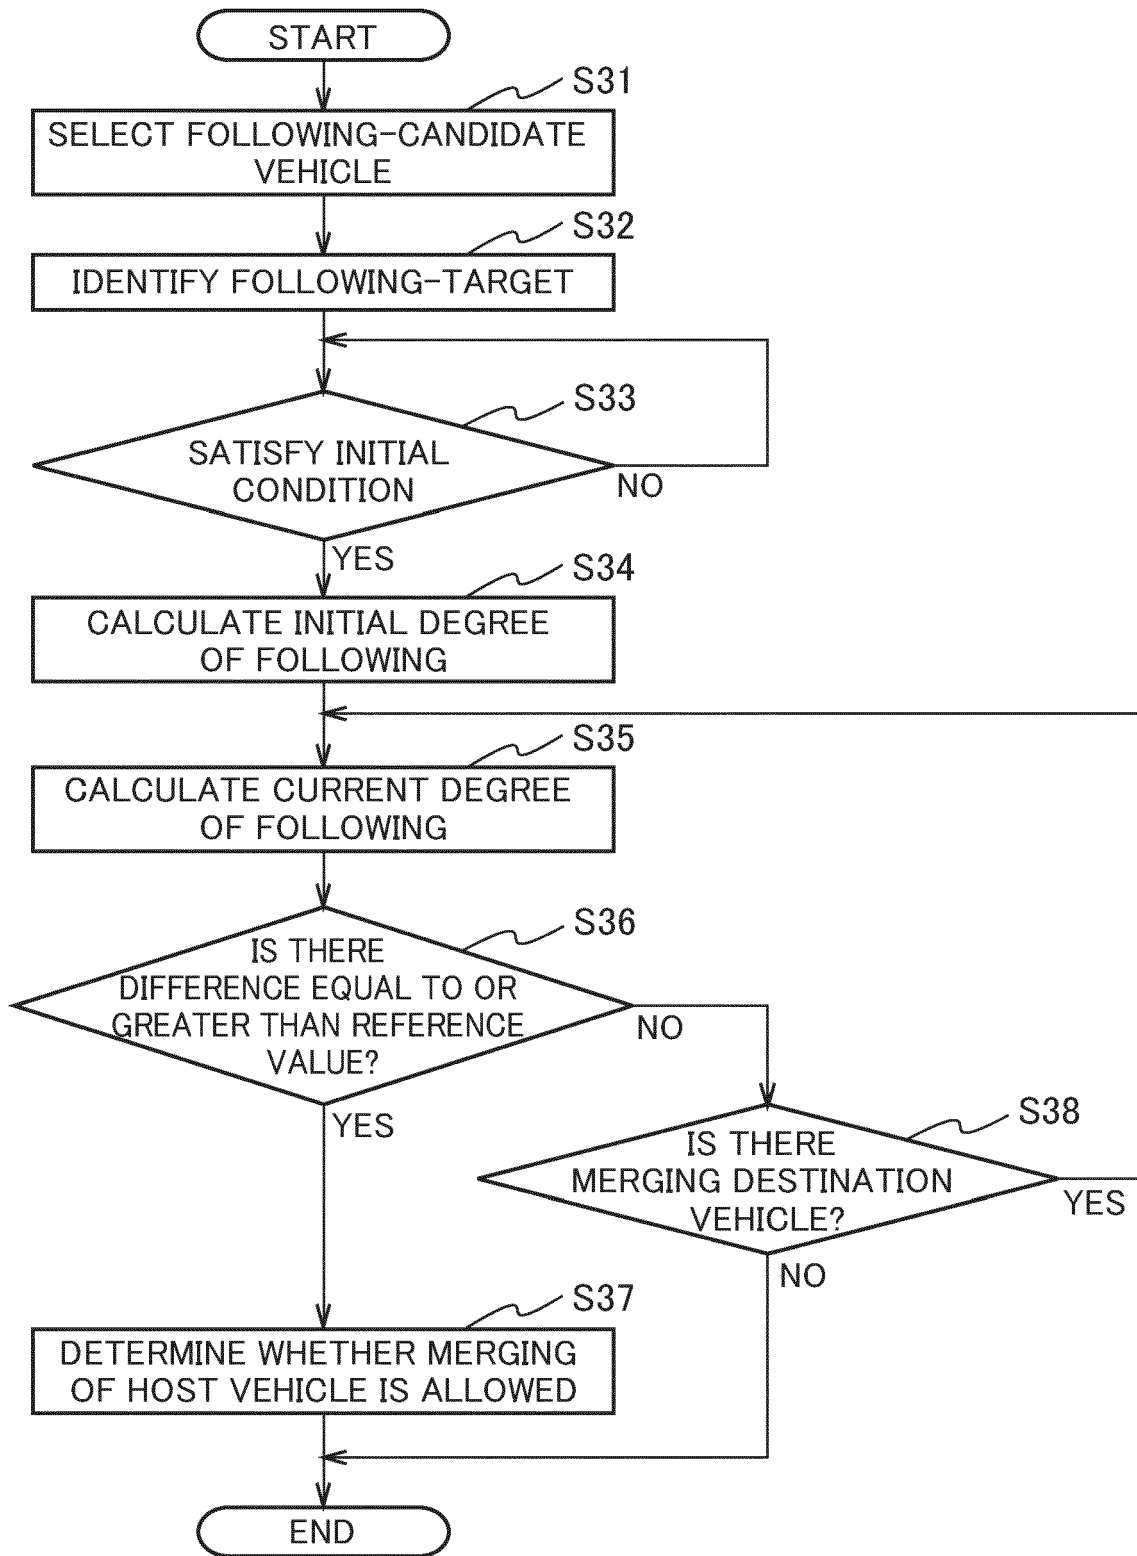 START
S31
SELECT FOLLOWING-CANDIDATE
VEHICLE
S32
IDENTIFY FOLLOWING-TARGET
S33
SATISFY INITIAL
CONDITION
NO
YES
S34
CALCULATE INITIAL DEGREE
OF FOLLOWING
S35
CALCULATE CURRENT DEGREE
OF FOLLOWING
S36
IS THERE
DIFFERENCE EQUAL TO OR
GREATER THAN REFERENCE
VALUE?
NO
YES
S38
IS THERE
MERGING DESTINATION
VEHICLE?
YES
NO
S37
DETERMINE WHETHER MERGING
OF HOST VEHICLE IS ALLOWED
END